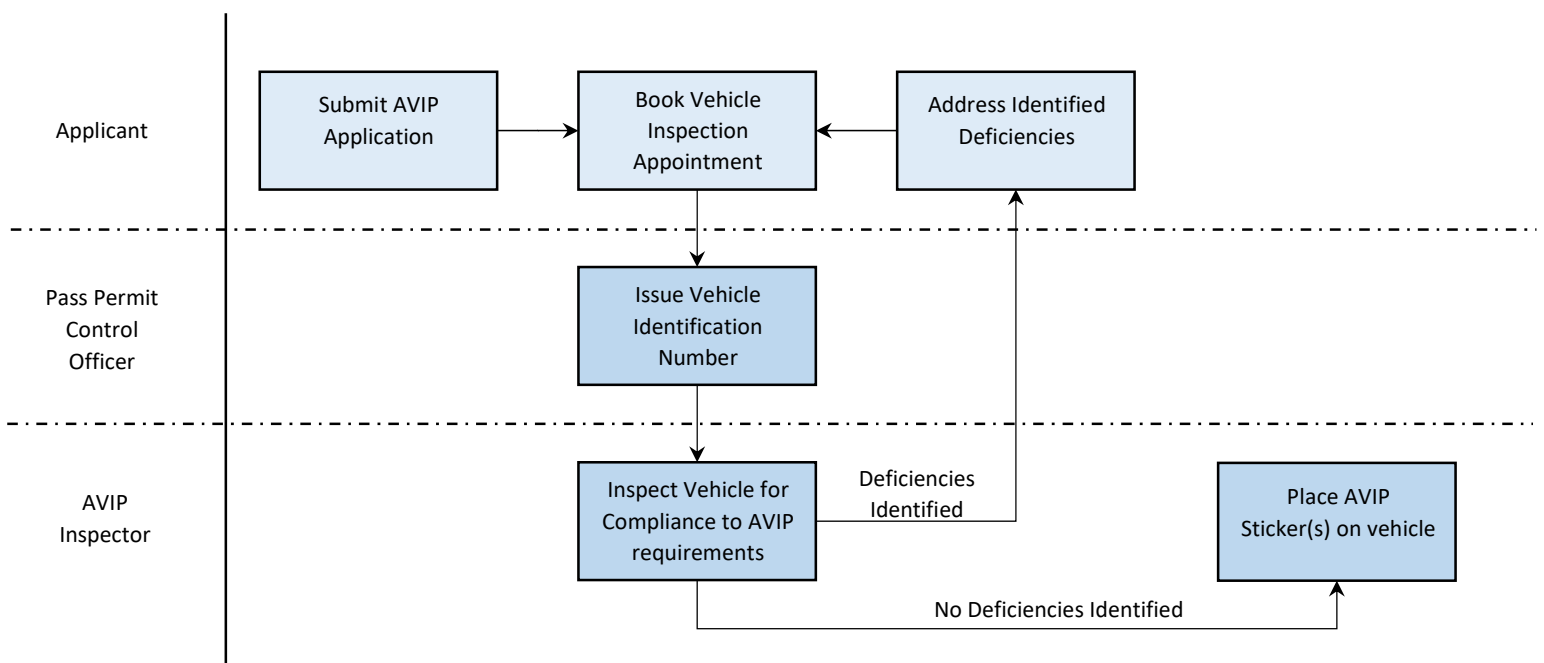 Applicant
Submit AVIP
Application
Book Vehicle
Inspection
Appointment
Address Identified
Deficiencies
Pass Permit
Control
Officer
Issue Vehicle
Identification
Number
AVIP
Inspector
Inspect Vehicle for
Compliance to AVIP
requirements
Deficiencies
Identified
Place AVIP
Sticker(s) on vehicle
No Deficiencies Identified